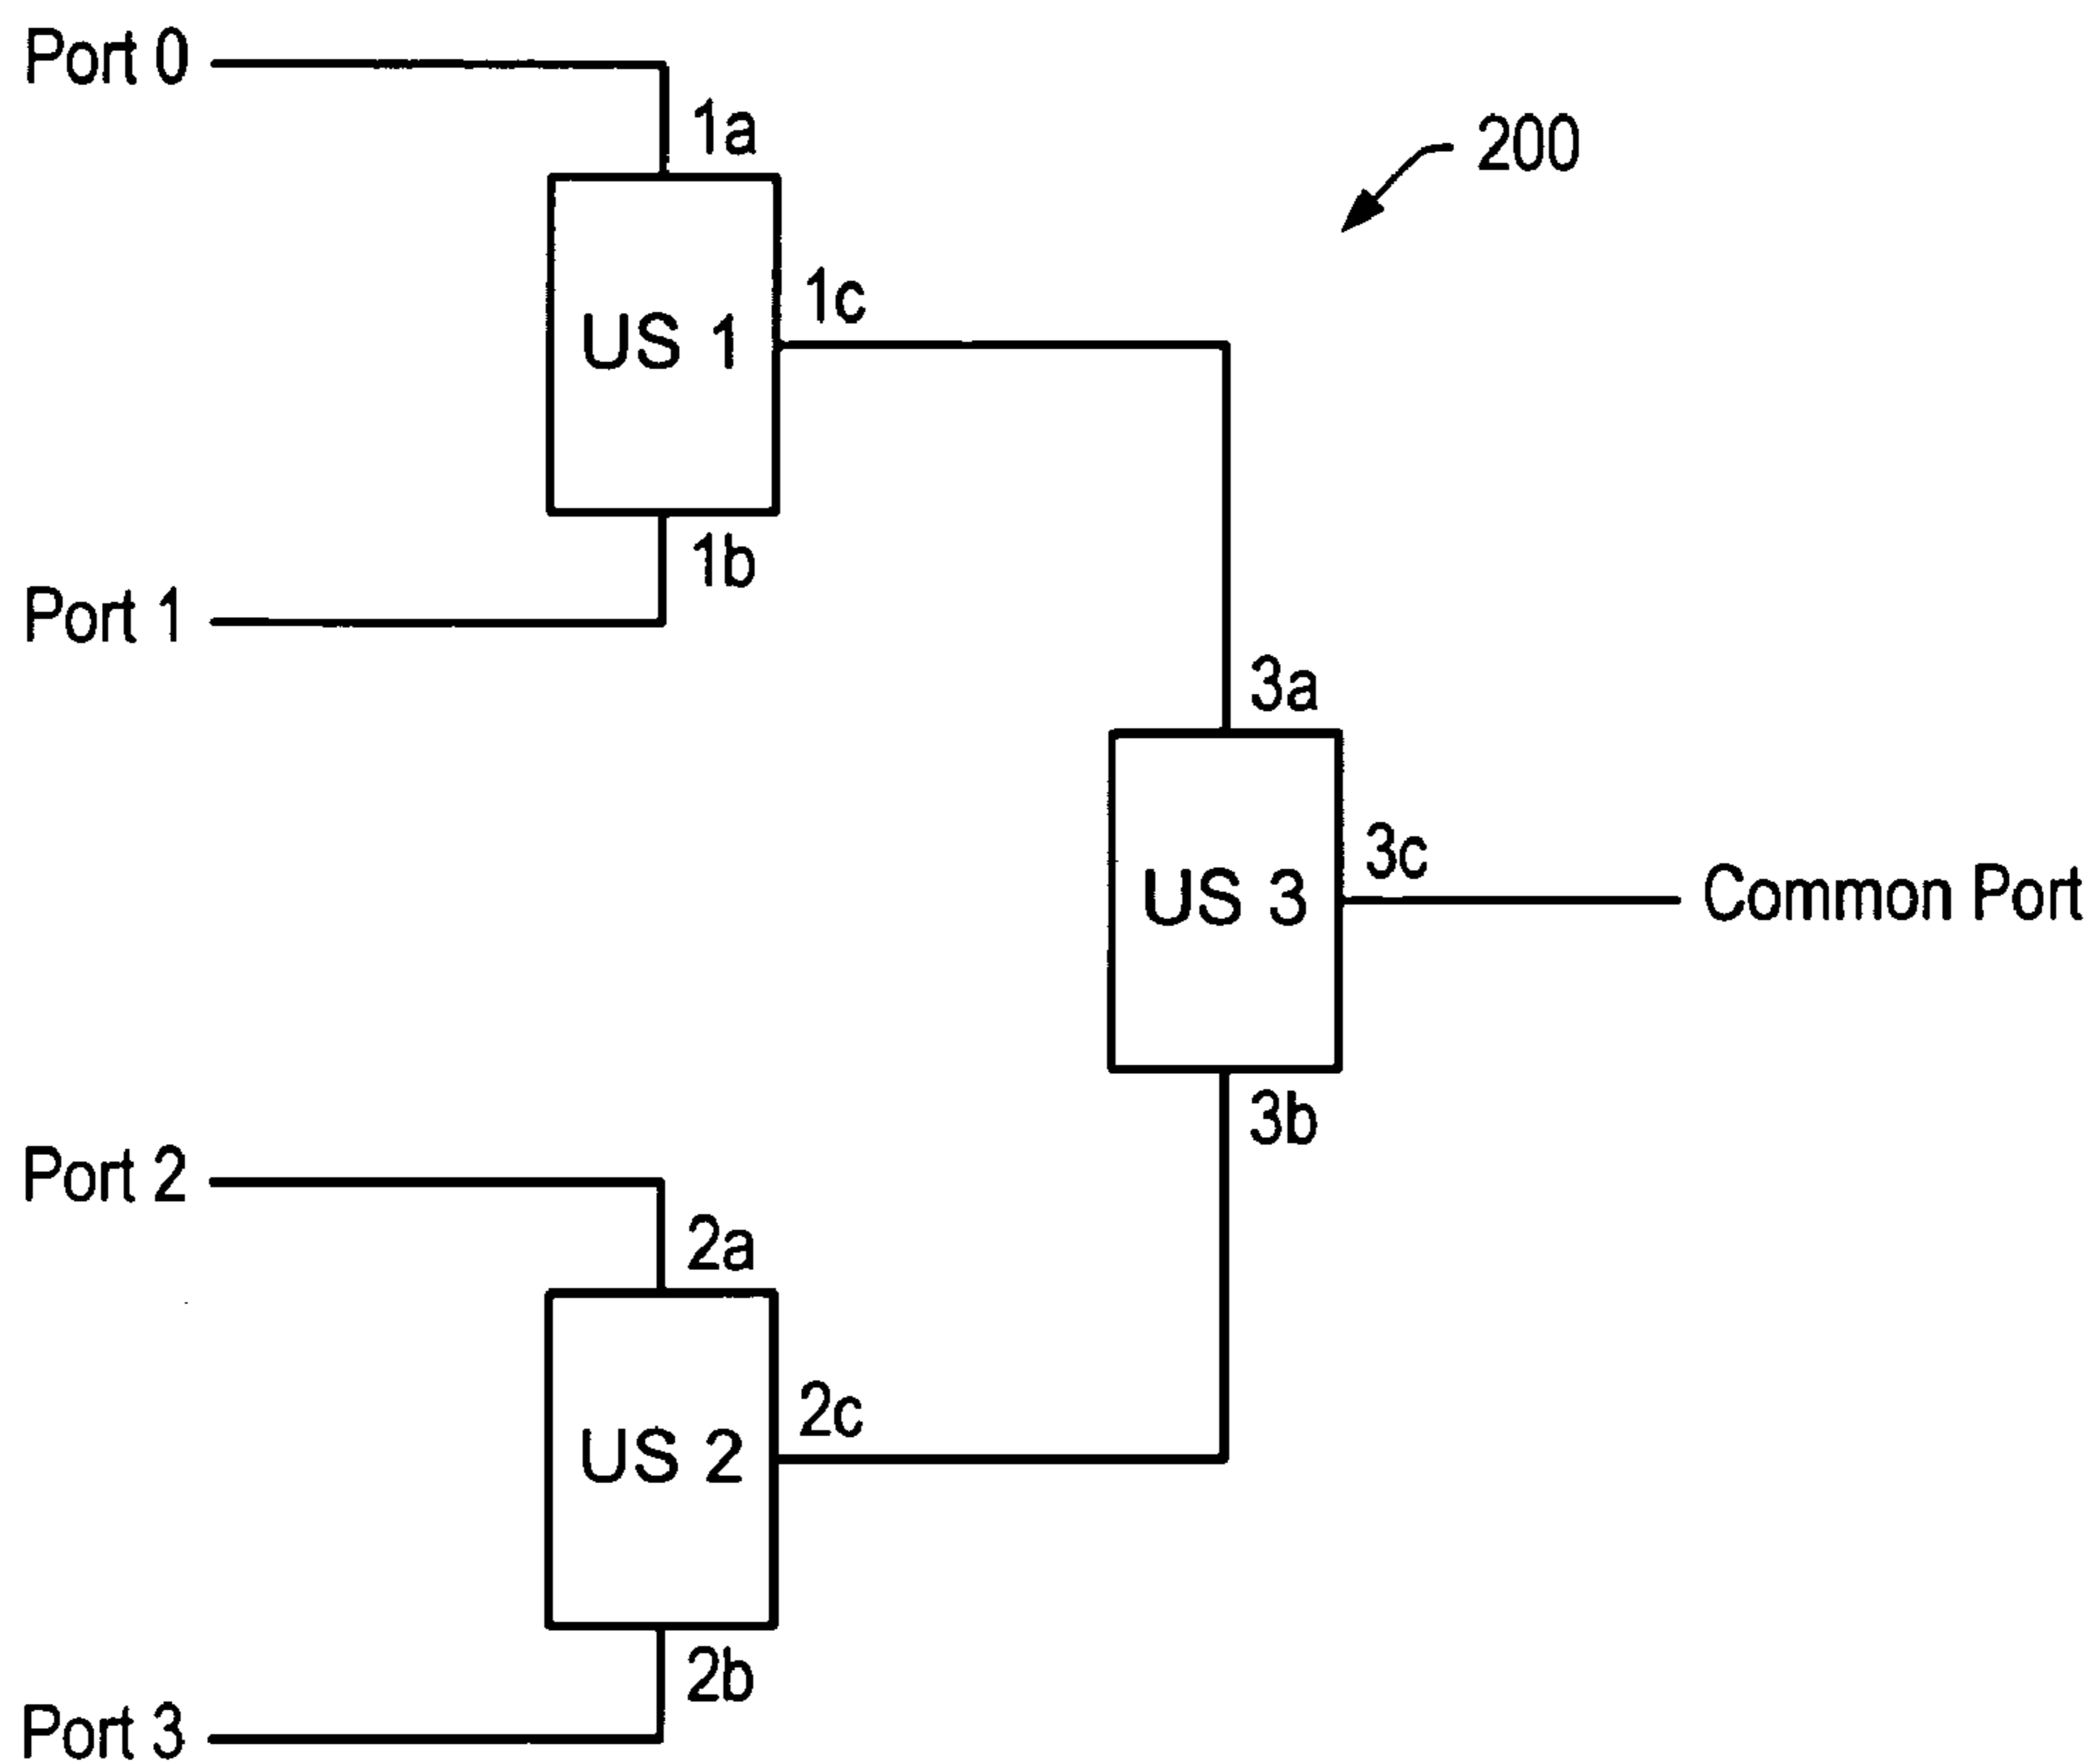 Port 0
1a
200
1c
US 1
1b
Port 1
3a
3c
US 3
Common Port
3b
Port 2
2a
2c
US 2
2b
Port 3